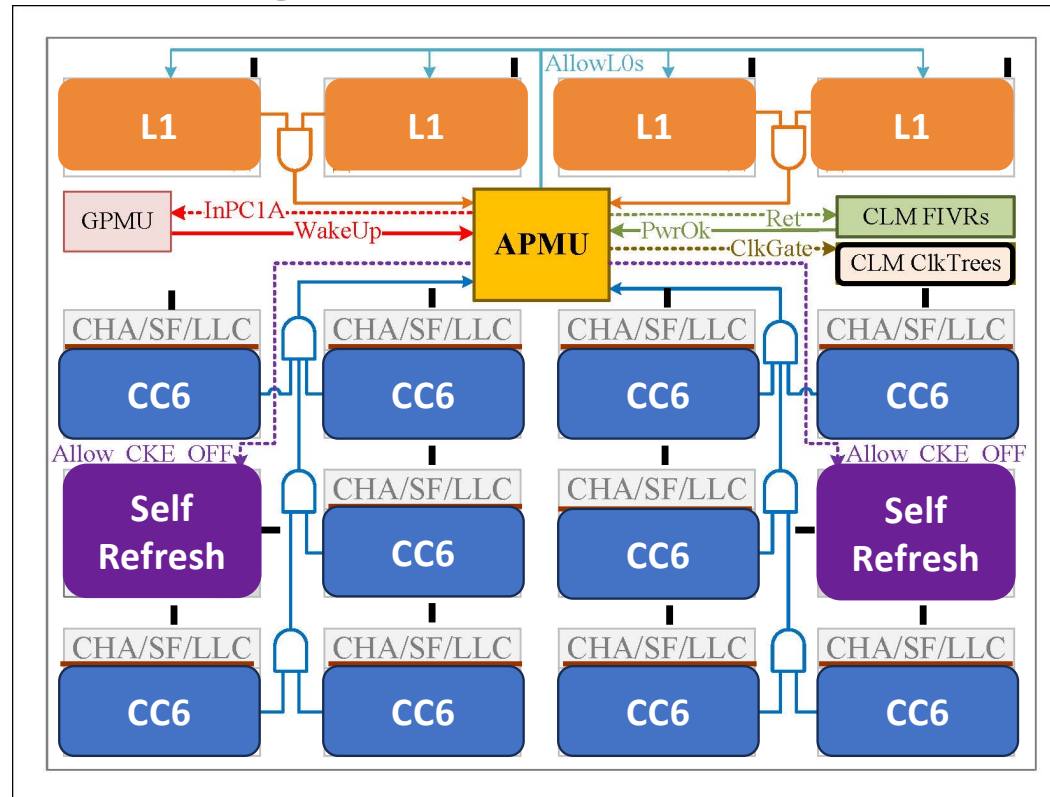 AllowL0s
L1
L1
L1
L1
GPMU
InPC1A
WakeUp
APMU
Ret
PwrOk
ClkGate
CLM FIVRs
CLM ClkTrees
CHA/SF/LLC
CHA/SF/LLC
CHA/SF/LLC
CHA/SF/LLC
CC6
CC6
CC6
CC6
Allow CKE OFF
Allow CKE OFF
Self
Refresh
CHA/SF/LLC
CC6
CHA/SF/LLC
CC6
Self
Refresh
CHA/SF/LLC
CHA/SF/LLC
CHA/SF/LLC
CHA/SF/LLC
CC6
CC6
CC6
CC6